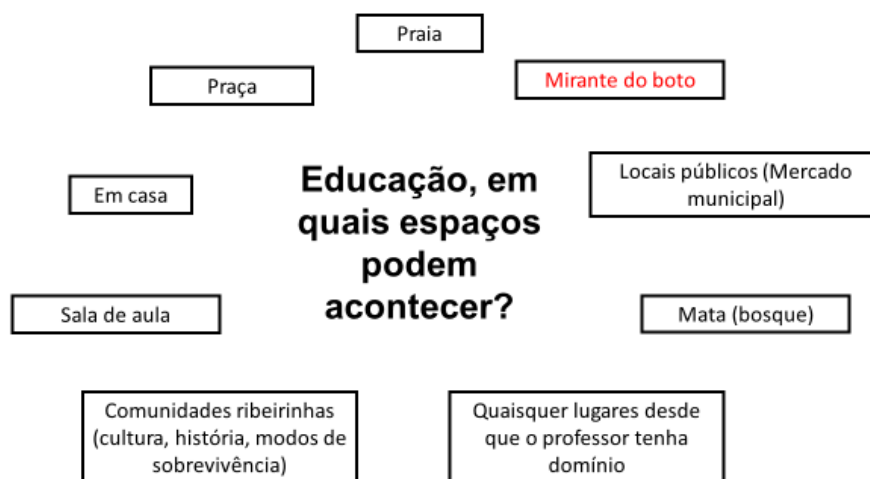 Praia
Praça
Mirante do boto
Em casa
Locais públicos (Mercado
municipal)
Educação, em
quais espaços
podem
acontecer?
Sala de aula
Mata (bosque)
Comunidades ribeirinhas
(cultura, história, modos de
sobrevivência)
Quaisquer lugares desde
que o professor tenha
domínio